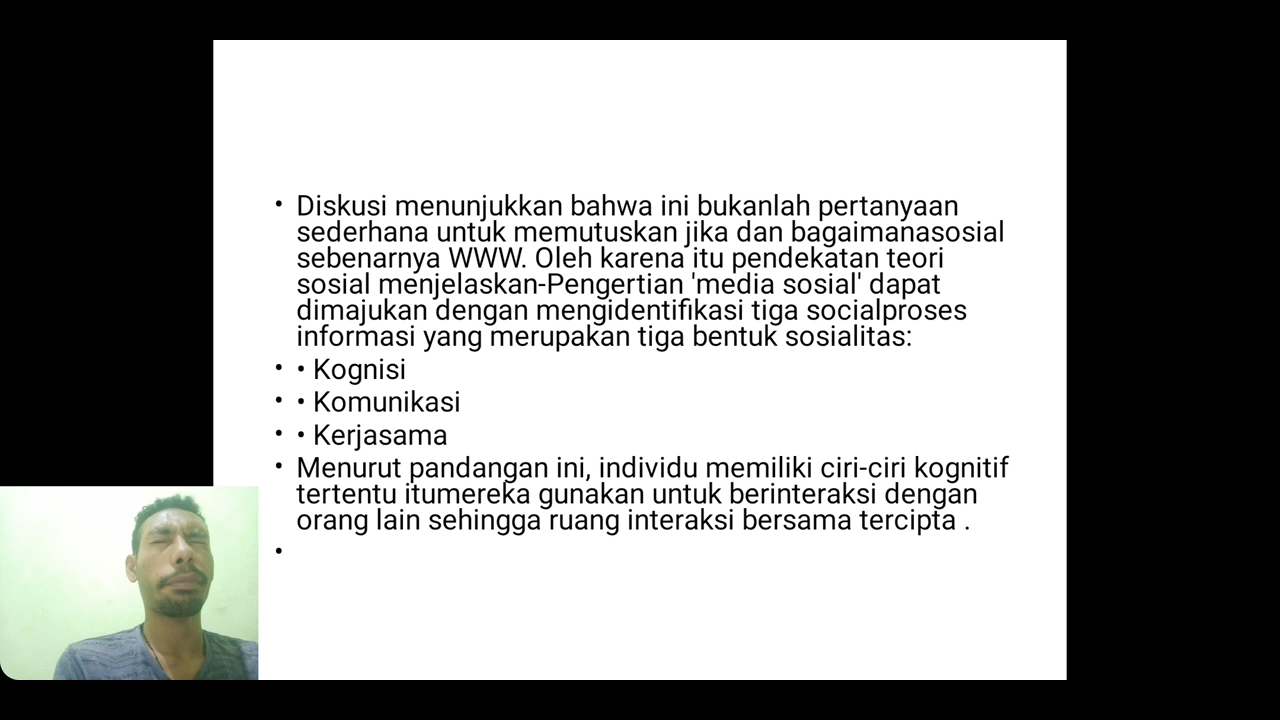 • Diskusi menunjukkan bahwa ini bukanlah pertanyaan
sederhana untuk memutuskan jika dan bagaimanasosial
sebenarnya WWW. Oleh karena itu pendekatan teori
sosial menjelaskan-Pengertian 'media sosial' dapat
dimajukan dengan mengidentifikasi tiga socialproses
informasi yang merupakan tiga bentuk sosialitas:
• • Kognisi
• • Komunikasi
• • Kerjasama
• Menurut pandangan ini, individu memiliki ciri-ciri kognitif
tertentu itumereka gunakan untuk berinteraksi dengan
orang lain sehingga ruang interaksi bersama tercipta .
•